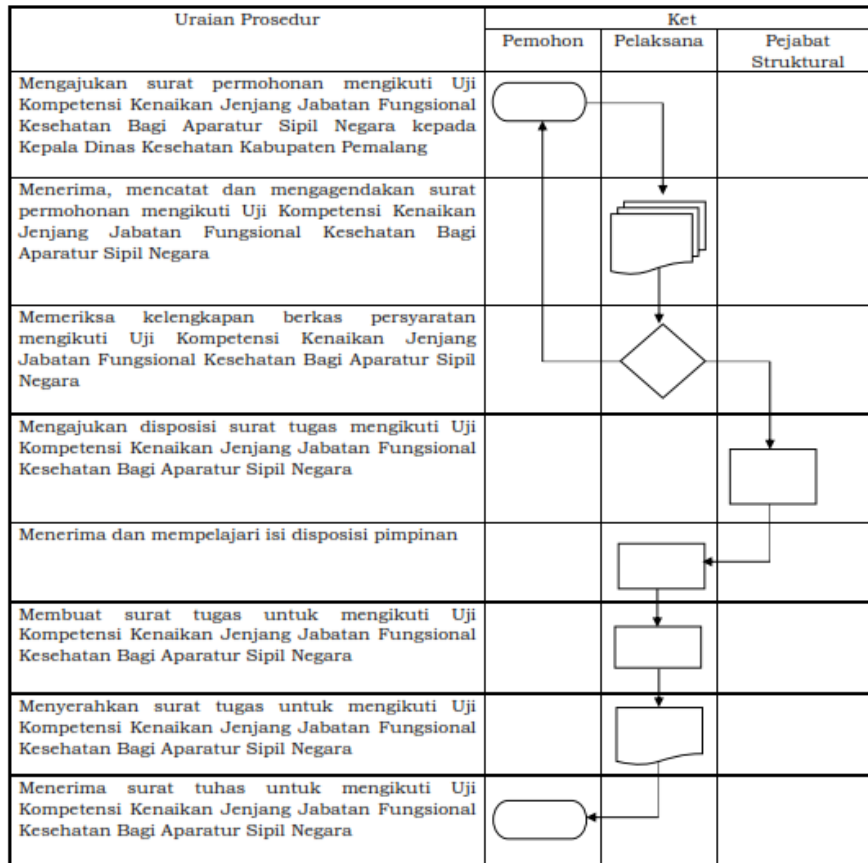 Uraian Prosedur
Ket
Pemohon
Pelaksana
Pejabat
Struktural
Mengajukan surat permohonan mengikuti Uji
Kompetensi Kenaikan Jenjang Jabatan Fungsional
Kesehatan Bagi Aparatur Sipil Negara kepada
Kepala Dinas Kesehatan Kabupaten Pemalang
Menerima, mencatat dan mengagendakan surat
permohonan mengikuti Uji Kompetensi Kenaikan
Jenjang Jabatan Fungsional Kesehatan Bagi
Aparatur Sipil Negara
Memeriksa kelengkapan berkas persyaratan
mengikuti Uji Kompetensi Kenaikan Jenjang
Jabatan Fungsional Kesehatan Bagi Aparatur Sipil
Negara
Mengajukan disposisi surat tugas mengikuti Uji
Kompetensi Kenaikan Jenjang Jabatan Fungsional
Kesehatan Bagi Aparatur Sipil Negara
Menerima dan mempelajari isi disposisi pimpinan
Membuat surat tugas untuk mengikuti Uji
Kompetensi Kenaikan Jenjang Jabatan Fungsional
Kesehatan Bagi Aparatur Sipil Negara
Menyerahkan surat tugas untuk mengikuti Uji
Kompetensi Kenaikan Jenjang Jabatan Fungsional
Kesehatan Bagi Aparatur Sipil Negara
Menerima surat tuhas untuk mengikuti Uji
Kompetensi Kenaikan Jenjang Jabatan Fungsional
Kesehatan Bagi Aparatur Sipil Negara